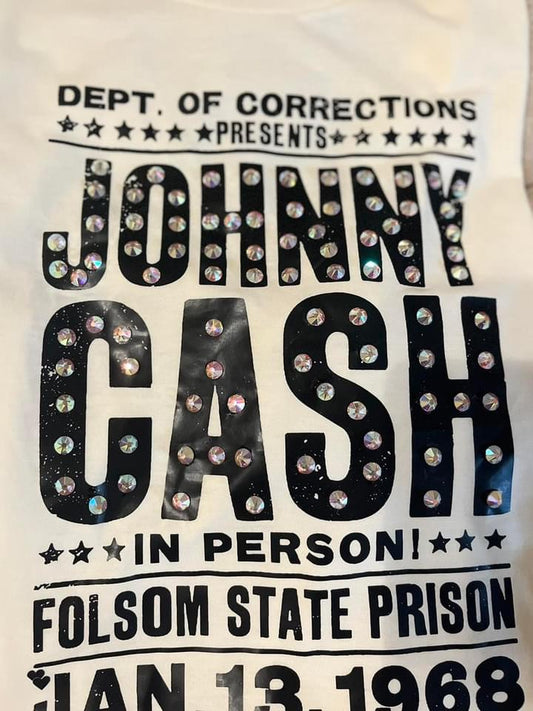 DEPT. OF CORRECTIONS
PRESENTS
JOHNNY
CASH
IN PERSON!
FOLSOM STATE PRISON
JAN.13.1968